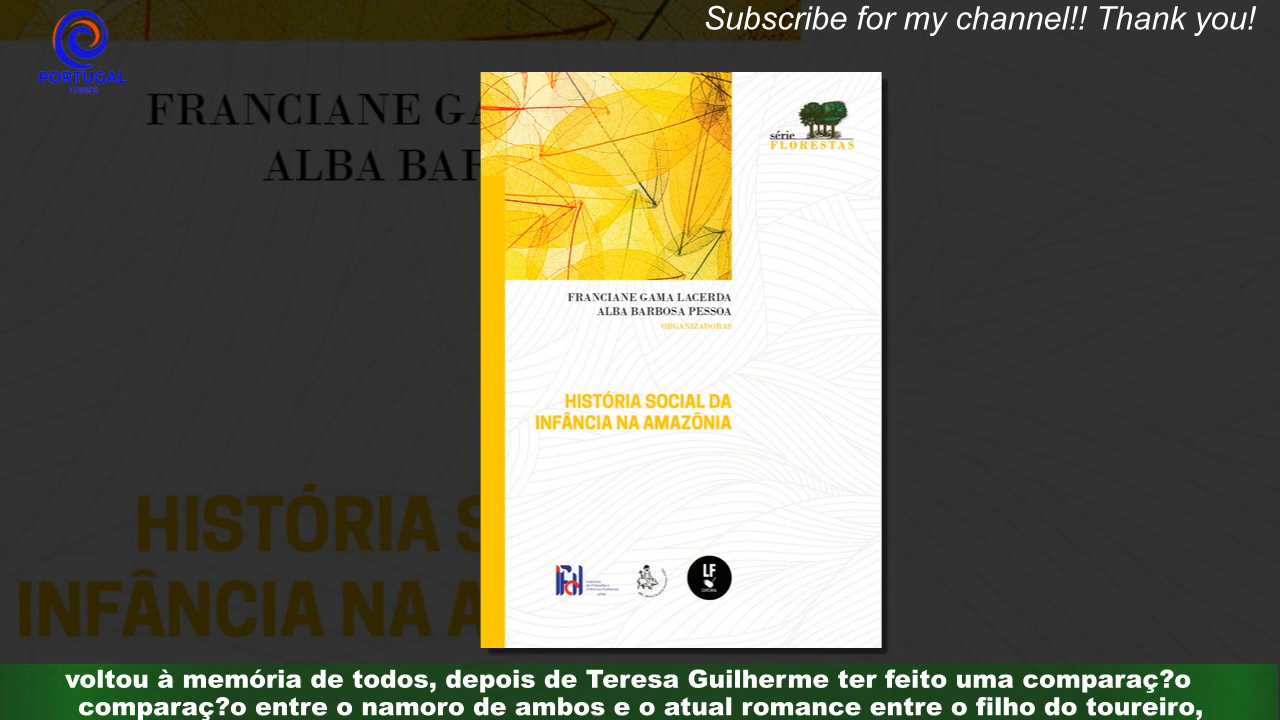 Subscribe for my channel!! Thank you!
PORTUGAL
FRANCIANE GA
ALBA BAR
HISTÓRIA S
INFÂNCIA NA A
série
FLORESTAS
FRANCIANE GAMA LACERDA
ALBA BARBOSA PESSOA
ORGANIZADORAS
HISTÓRIA SOCIAL DA
INFÂNCIA NA AMAZÔNIA
LF
EDITORIAL
voltou à memória de todos, depois de Teresa Guilherme ter feito uma comparaç?o
comparaç?o entre o namoro de ambos e o atual romance entre o filho do toureiro,